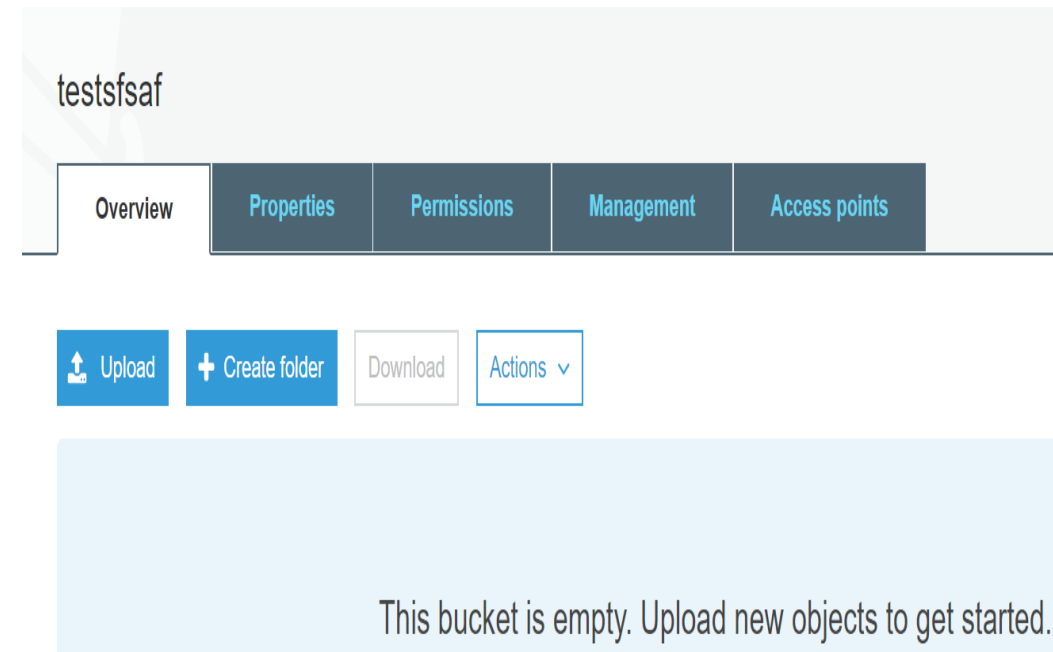 testsfsaf
Overview Properties Permissions Management Access points
Upload Create folder Download Actions
This bucket is empty. Upload new objects to get started.